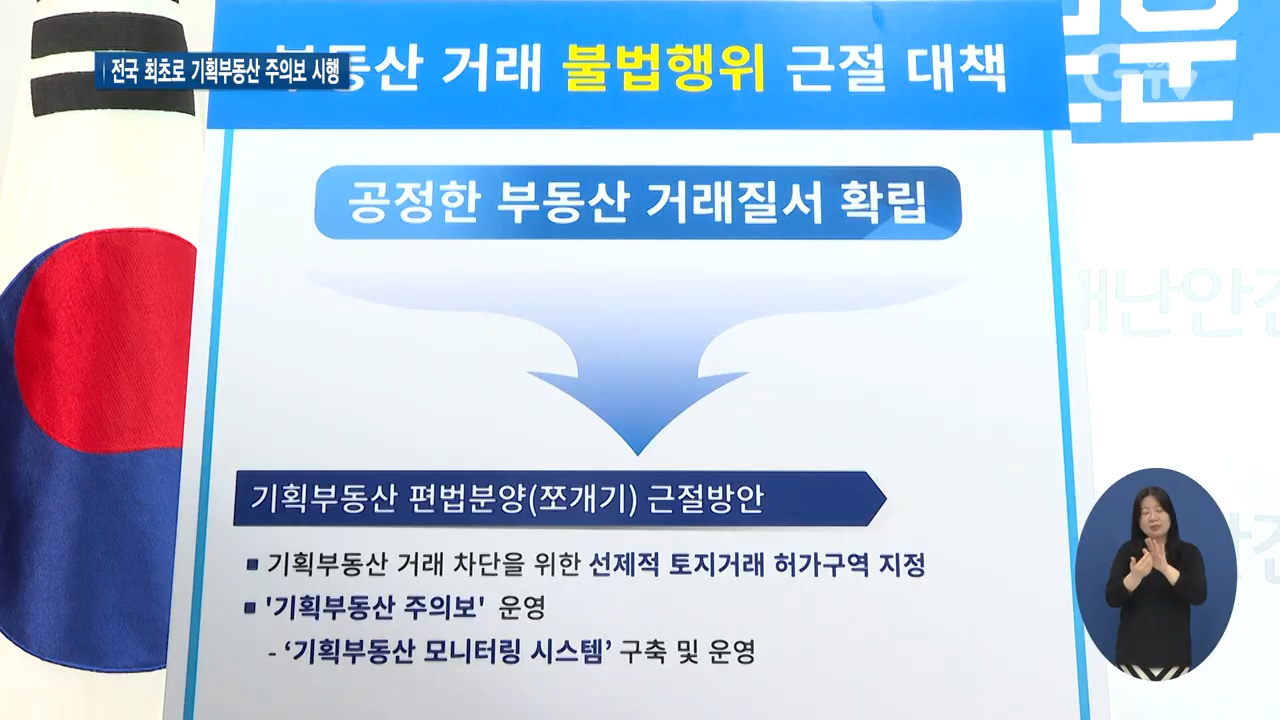 전국 최초로 기획부동산 주의보 시행
부동산 거래 불법행위 근절 대책
GTV
공정한 부동산 거래질서 확립
기획부동산 편법분양(쪼개기) 근절방안
▪ 기획부동산 거래 차단을 위한 선제적 토지거래 허가구역 지정
▪ '기획부동산 주의보' 운영
- ‘기획부동산 모니터링 시스템’ 구축 및 운영